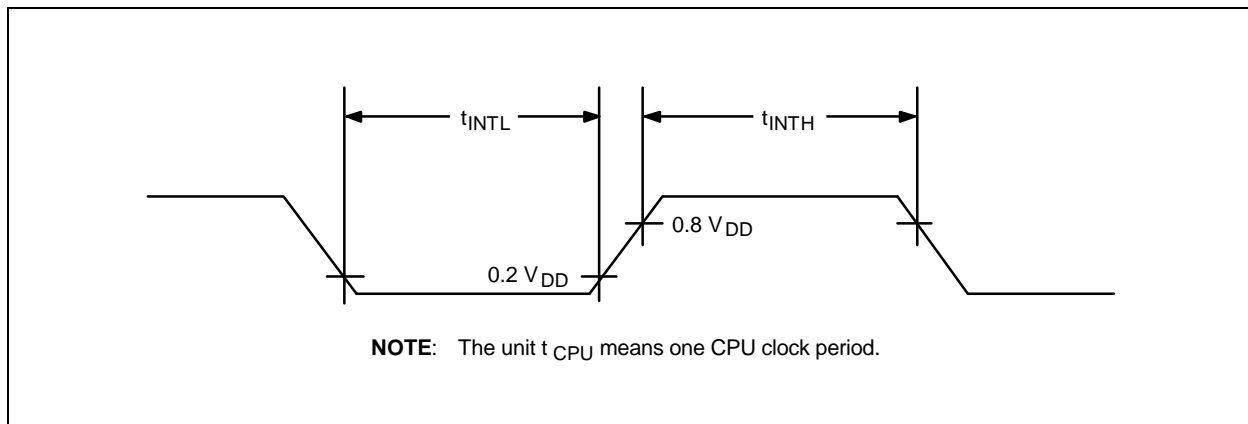 tINTL
tINTH
0.8 VDD
0.2 VDD
NOTE: The unit t CPU means one CPU clock period.